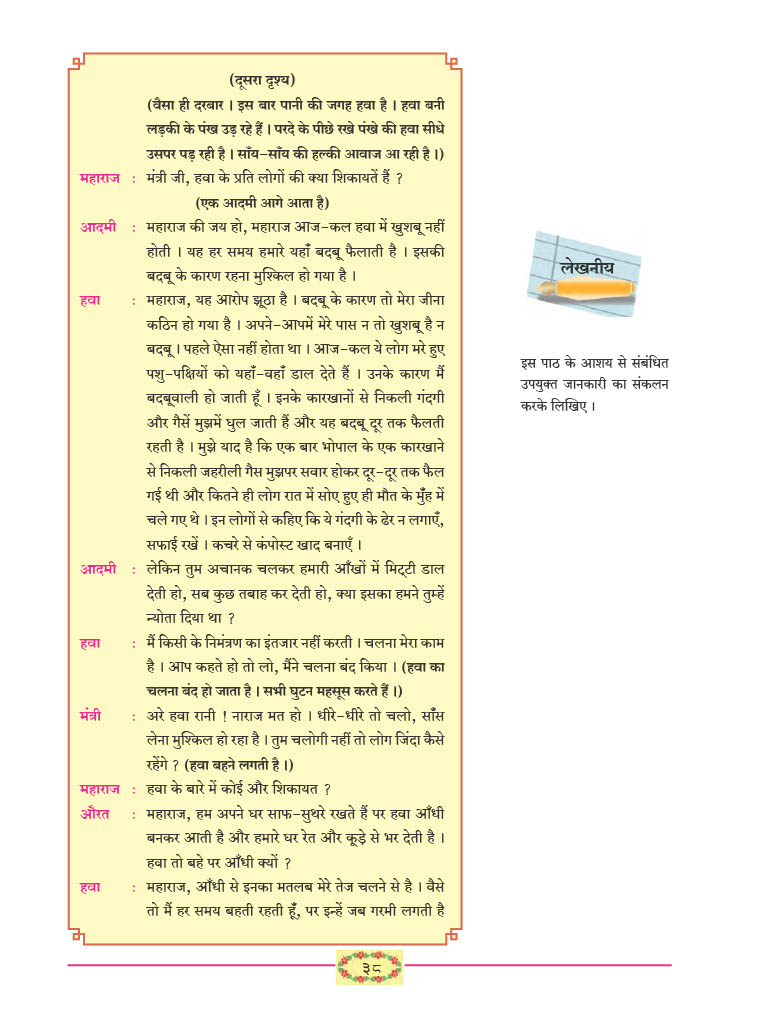 (दूसरा दृश्य)
(वैसा ही दरबार । इस बार पानी की जगह हवा है । हवा बनी
लड़की के पंख उड़ रहे हैं । परदे के पीछे रखे पंखे की हवा सीधे
उसपर पड़ रही है । साँय-साँय की हल्की आवाज आ रही है ।)
महाराज : मंत्री जी, हवा के प्रति लोगों की क्या शिकायतें हैं ?
(एक आदमी आगे आता है)
आदमी : महाराज की जय हो, महाराज आज-कल हवा में खुशबू नहीं
होती । यह हर समय हमारे यहाँ बदबू फैलाती है । इसकी
बदबू के कारण रहना मुश्किल हो गया है ।
हवा : महाराज, यह आरोप झूठा है । बदबू के कारण तो मेरा जीना
कठिन हो गया है । अपने-आपमें मेरे पास न तो खुशबू है न
बदबू । पहले ऐसा नहीं होता था । आज-कल ये लोग मरे हुए
पशु-पक्षियों को यहाँ-वहाँ डाल देते हैं । उनके कारण मैं
बदबूवाली हो जाती हूँ । इनके कारखानों से निकली गंदगी
और गैसें मुझमें घुल जाती हैं और यह बदबू दूर तक फैलती
रहती है । मुझे याद है कि एक बार भोपाल के एक कारखाने
से निकली जहरीली गैस मुझपर सवार होकर दूर-दूर तक फैल
गई थी और कितने ही लोग रात में सोए हुए ही मौत के मुँह में
चले गए थे । इन लोगों से कहिए कि ये गंदगी के ढेर न लगाएँ,
सफाई रखें । कचरे से कंपोस्ट खाद बनाएँ ।
आदमी : लेकिन तुम अचानक चलकर हमारी आँखों में मिट्टी डाल
देती हो, सब कुछ तबाह कर देती हो, क्या इसका हमने तुम्हें
न्योता दिया था ?
हवा : मैं किसी के निमंत्रण का इंतजार नहीं करती । चलना मेरा काम
है । आप कहते हो तो लो, मैंने चलना बंद किया । (हवा का
चलना बंद हो जाता है । सभी घुटन महसूस करते हैं ।)
मंत्री : अरे हवा रानी ! नाराज मत हो । धीरे-धीरे तो चलो, साँस
लेना मुश्किल हो रहा है । तुम चलोगी नहीं तो लोग जिंदा कैसे
रहेंगे ? (हवा बहने लगती है ।)
महाराज : हवा के बारे में कोई और शिकायत ?
औरत : महाराज, हम अपने घर साफ-सुथरे रखते हैं पर हवा आँधी
बनकर आती है और हमारे घर रेत और कूड़े से भर देती है ।
हवा तो बहे पर आँधी क्यों ?
हवा : महाराज, आँधी से इनका मतलब मेरे तेज चलने से है । वैसे
तो मैं हर समय बहती रहती हूँ, पर इन्हें जब गरमी लगती है
लेखनीय
इस पाठ के आशय से संबंधित
उपयुक्त जानकारी का संकलन
करके लिखिए ।
३८